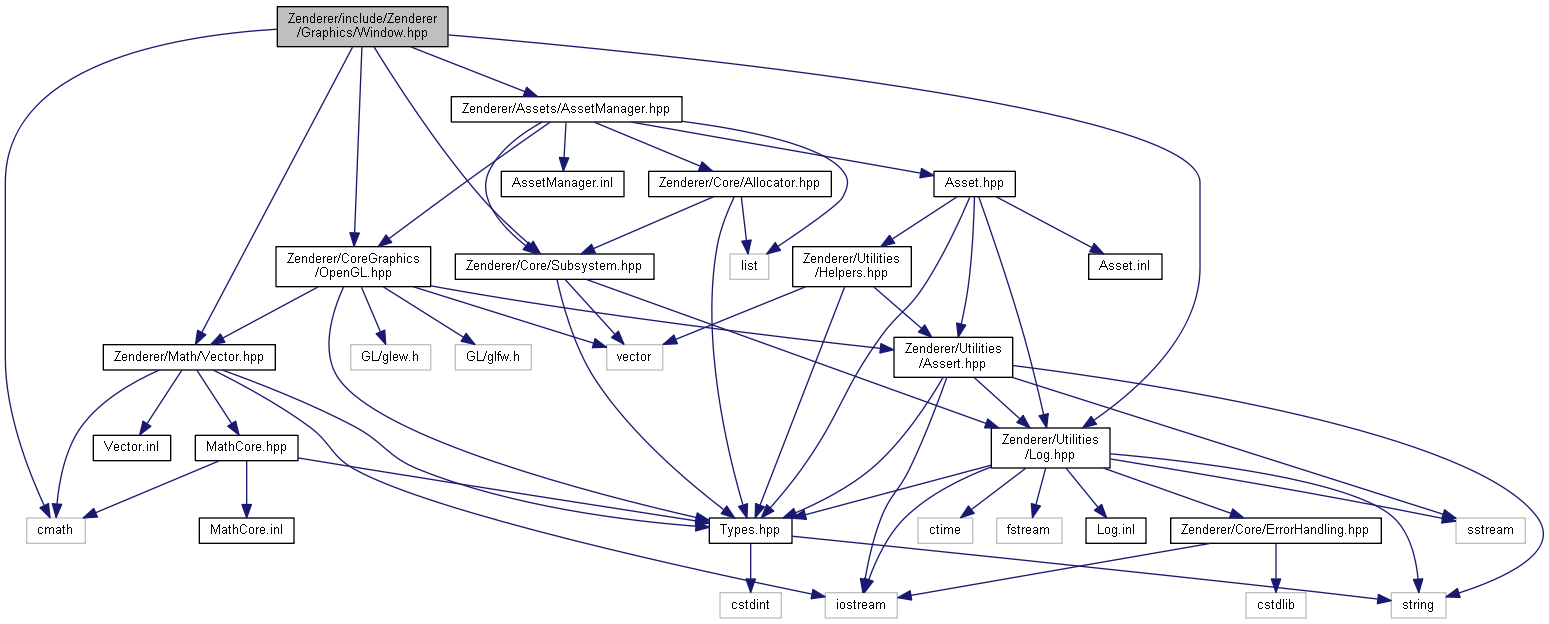 Zenderer/include/Zenderer
/Graphics/Window.hpp
Zenderer/Assets/AssetManager.hpp
AssetManager.inl
Zenderer/Core/Allocator.hpp
Asset.hpp
Zenderer/CoreGraphics
/OpenGL.hpp
Zenderer/Core/Subsystem.hpp
list
Zenderer/Utilities
/Helpers.hpp
Asset.inl
Zenderer/Math/Vector.hpp
GL/glew.h
GL/glfw.h
vector
Zenderer/Utilities
/Assert.hpp
Vector.inl
MathCore.hpp
Zenderer/Utilities
/Log.hpp
cmath
MathCore.inl
Types.hpp
ctime
fstream
Log.inl
Zenderer/Core/ErrorHandling.hpp
sstream
cstdint
iostream
cstdlib
string